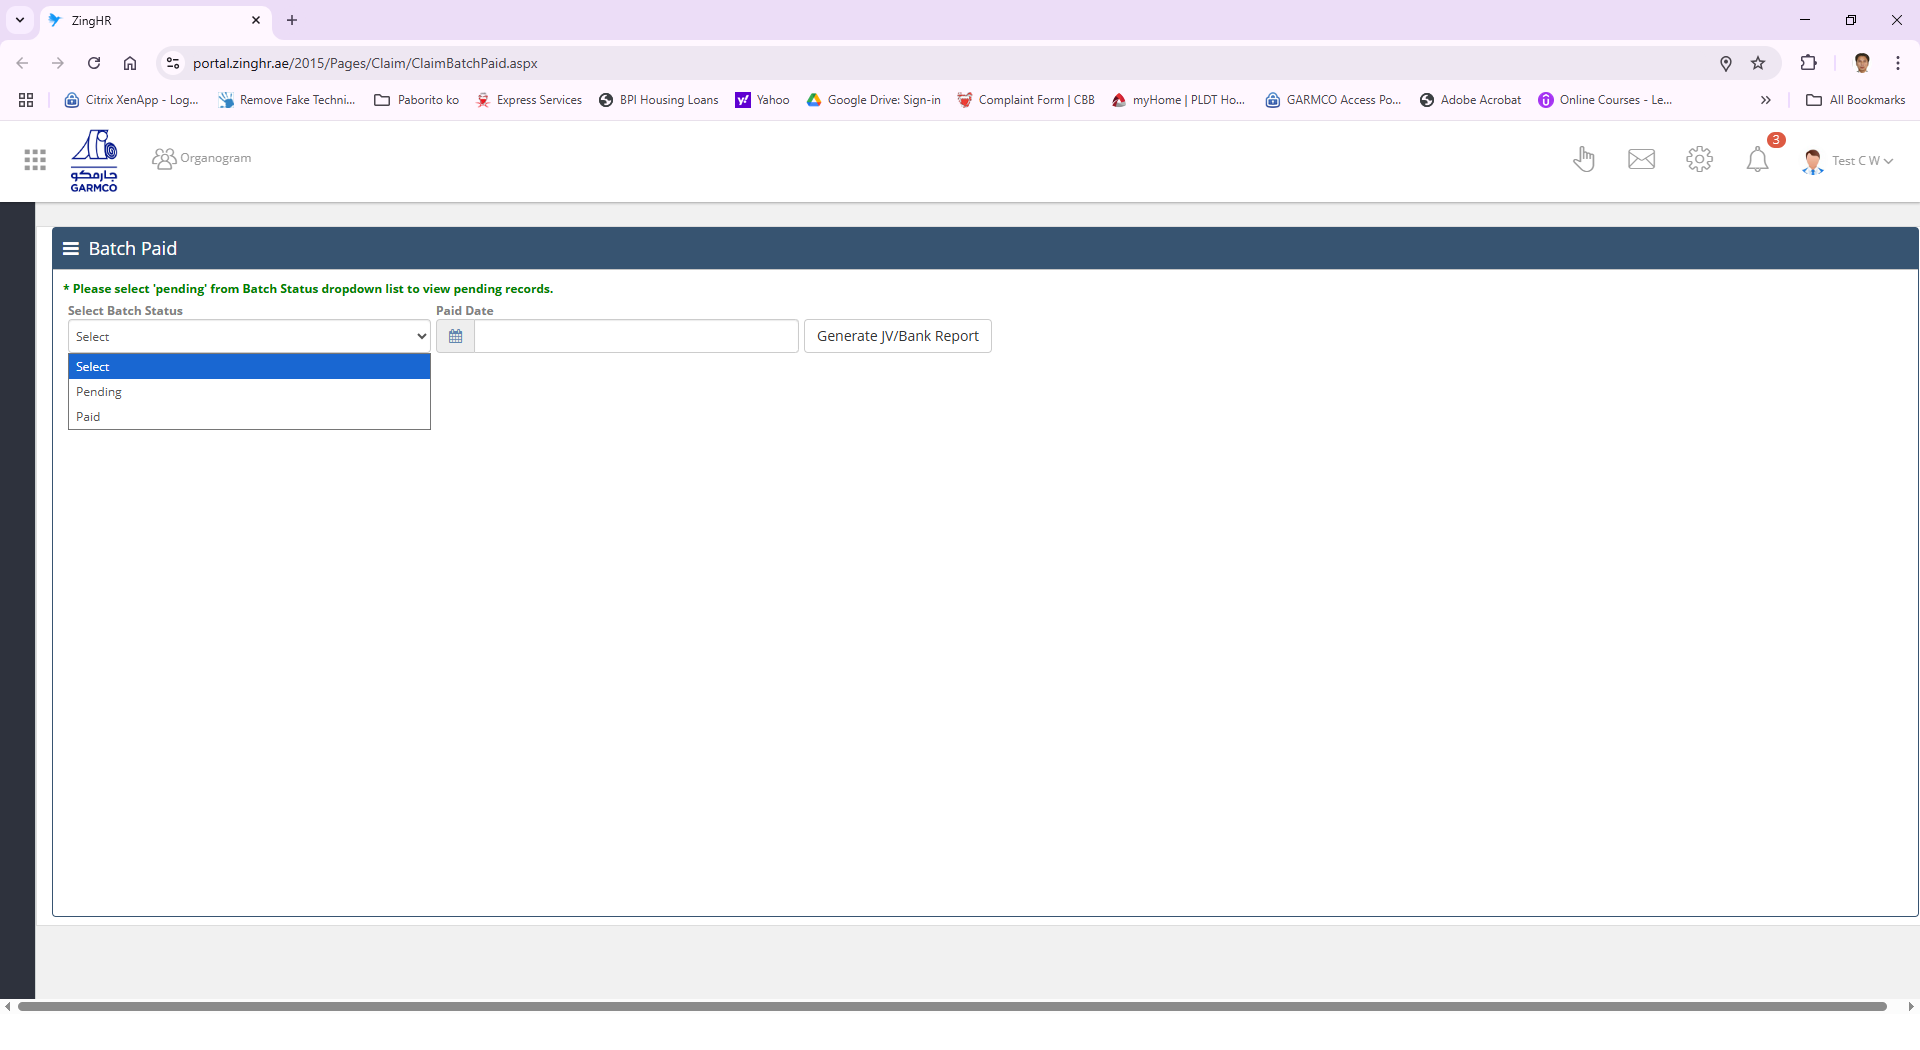 ZingHR
portal.zinghr.ae/2015/Pages/Claim/ClaimBatchPaid.aspx
Citrix XenApp - Log... Remove Fake Techni... Paborito ko Express Services BPI Housing Loans Yahoo Google Drive: Sign-in Complaint Form | CBB myHome | PLDT Ho... GARMCO Access Po... Adobe Acrobat Online Courses - Le... All Bookmarks
جارمكو
GARMCO
Organogram
3
Test C W
Batch Paid
* Please select 'pending' from Batch Status dropdown list to view pending records.
Select Batch Status Paid Date
Select Generate JV/Bank Report
Select
Pending
Paid